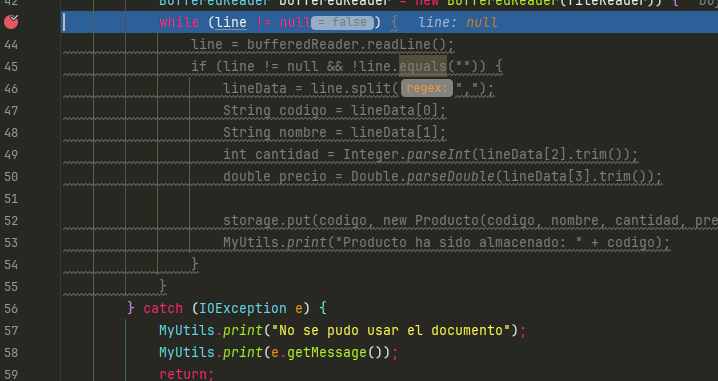 42 BufferedReader bufferedReader = new BufferedReader(fileReader)) {
while (line != null = false ) { line: null
44 line = bufferedReader.readLine();
45 if (line != null && !line.equals("")) {
46 lineData = line.split( regex: ",");
47 String codigo = lineData[0];
48 String nombre = lineData[1];
49 int cantidad = Integer.parseInt(lineData[2].trim());
50 double precio = Double.parseDouble(lineData[3].trim());
51
52 storage.put(codigo, new Producto(codigo, nombre, cantidad, pre
53 MyUtils.print("Producto ha sido almacenado: " + codigo);
54 }
55 }
56 } catch (IOException e) {
57 MyUtils.print("No se pudo usar el documento");
58 MyUtils.print(e.getMessage());
59 return;